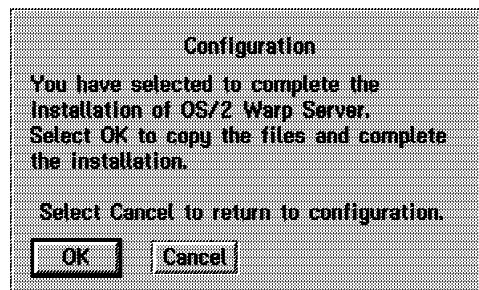 Configuration
You have selected to complete the
installation of OS/2 Warp Server.
Select OK to copy the files and complete
the installation.
Select Cancel to return to configuration.
OK Cancel